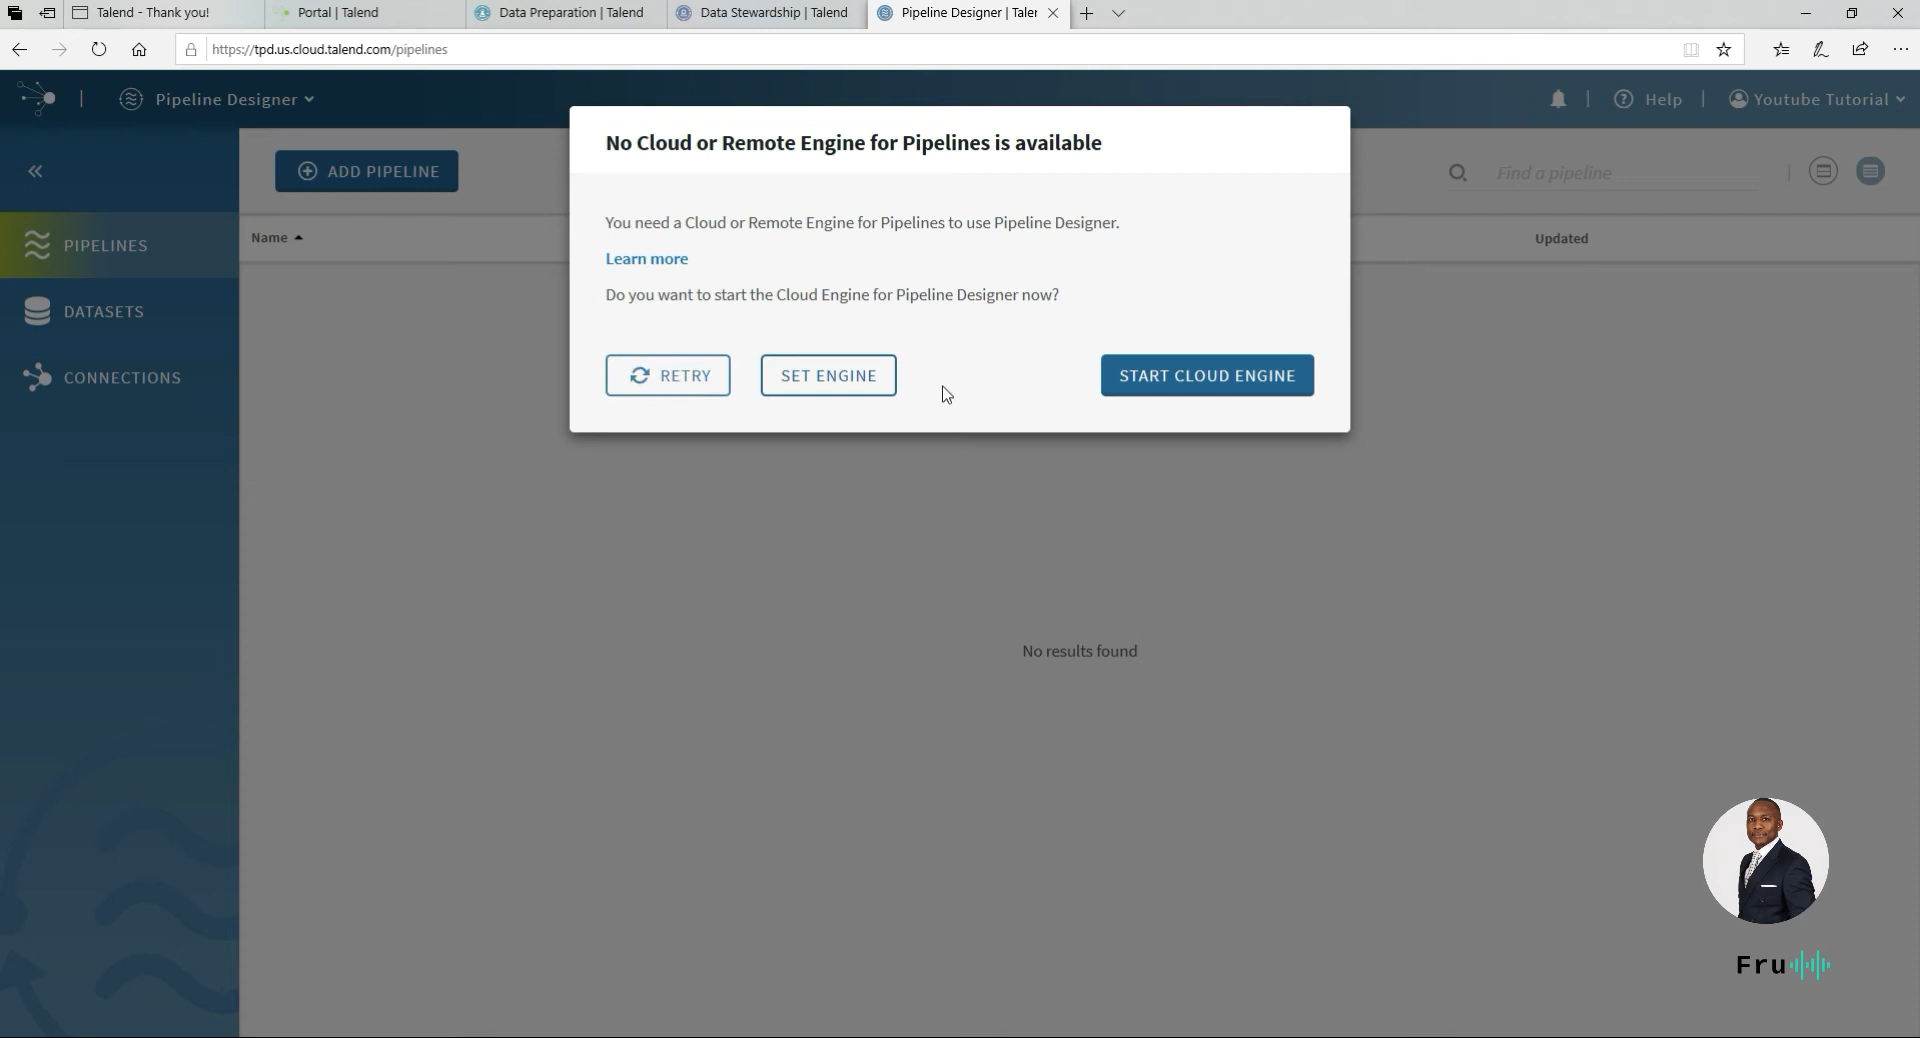 Talend - Thank you!
Portal | Talend
Data Preparation | Talend
Data Stewardship | Talend
Pipeline Designer | Taler
https://tpd.us.cloud.talend.com/pipelines
Pipeline Designer
Help
Youtube Tutorial
No Cloud or Remote Engine for Pipelines is available
ADD PIPELINE
Find a pipeline
You need a Cloud or Remote Engine for Pipelines to use Pipeline Designer.
PIPELINES
Name
Updated
Learn more
Do you want to start the Cloud Engine for Pipeline Designer now?
DATASETS
RETRY
SET ENGINE
START CLOUD ENGINE
CONNECTIONS
No results found
Fru